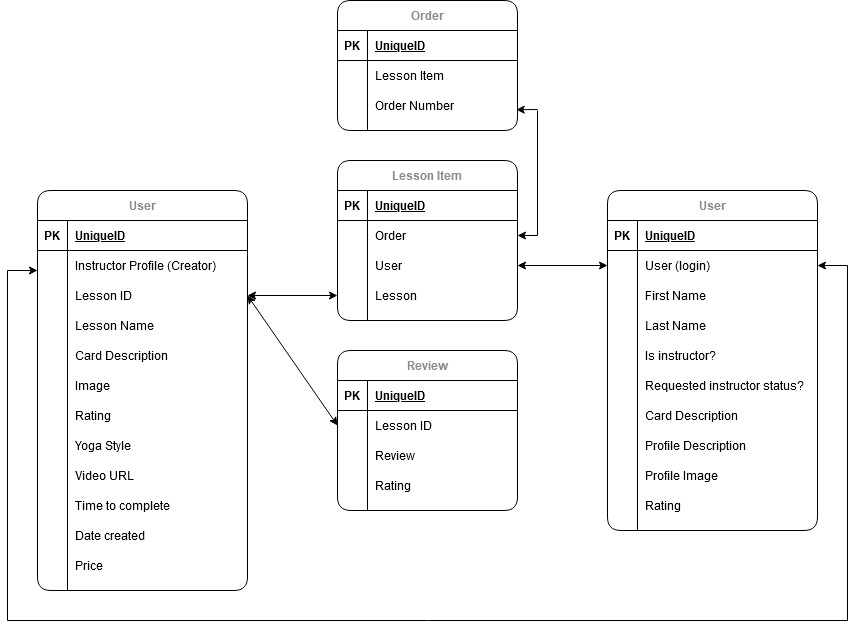 Order
PK UniqueID
Lesson Item
Order Number
Lesson Item
PK UniqueID
Order
User
Lesson
User
PK UniqueID
Instructor Profile (Creator)
Lesson ID
Lesson Name
Card Description
Image
Rating
Yoga Style
Video URL
Time to complete
Date created
Price
Review
PK UniqueID
Lesson ID
Review
Rating
User
PK UniqueID
User (login)
First Name
Last Name
Is instructor?
Requested instructor status?
Card Description
Profile Description
Profile Image
Rating